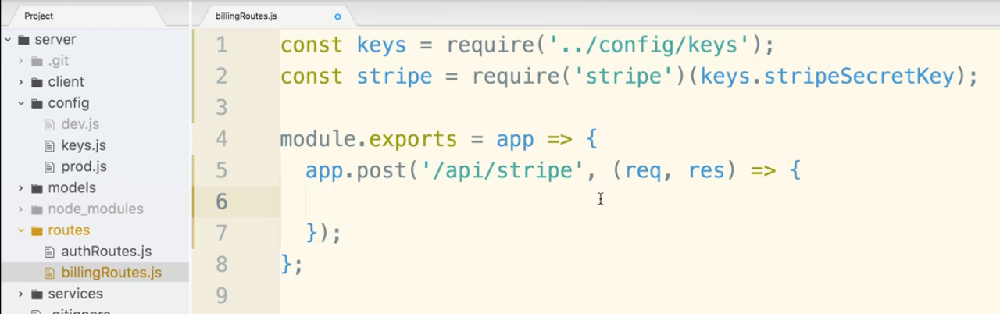 Project
billingRoutes.js
server
.git
client
config
dev.js
keys.js
prod.js
models
node_modules
routes
authRoutes.js
billingRoutes.js
services
.gitignore
1 const keys = require('../config/keys');
2 const stripe = require('stripe')(keys.stripeSecretKey);
3
4 module.exports = app => {
5 app.post('/api/stripe', (req, res) => {
6
7 });
8 };
9